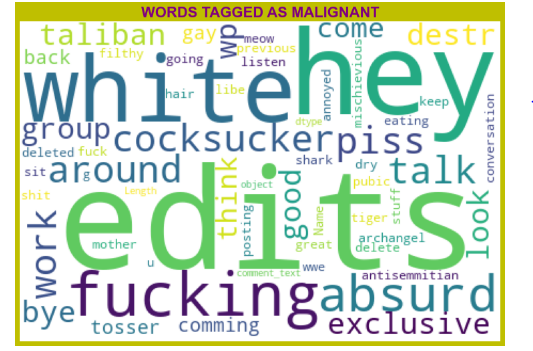 WORDS TAGGED AS MALIGNANT
taliban gay wp meow come destr
back filthy going previous listen
white hey
hair libe annoyed mischievious keep
dtype eating conversation
group cocksucker piss
deleted fuck shark dry talk
sit around g think good pubic
shit Length object stuff look
edits
work mother posting Name tiger
great archangel delete
u comment_text wwe antisemmitian
bye fucking absurd
tosser comming exclusive